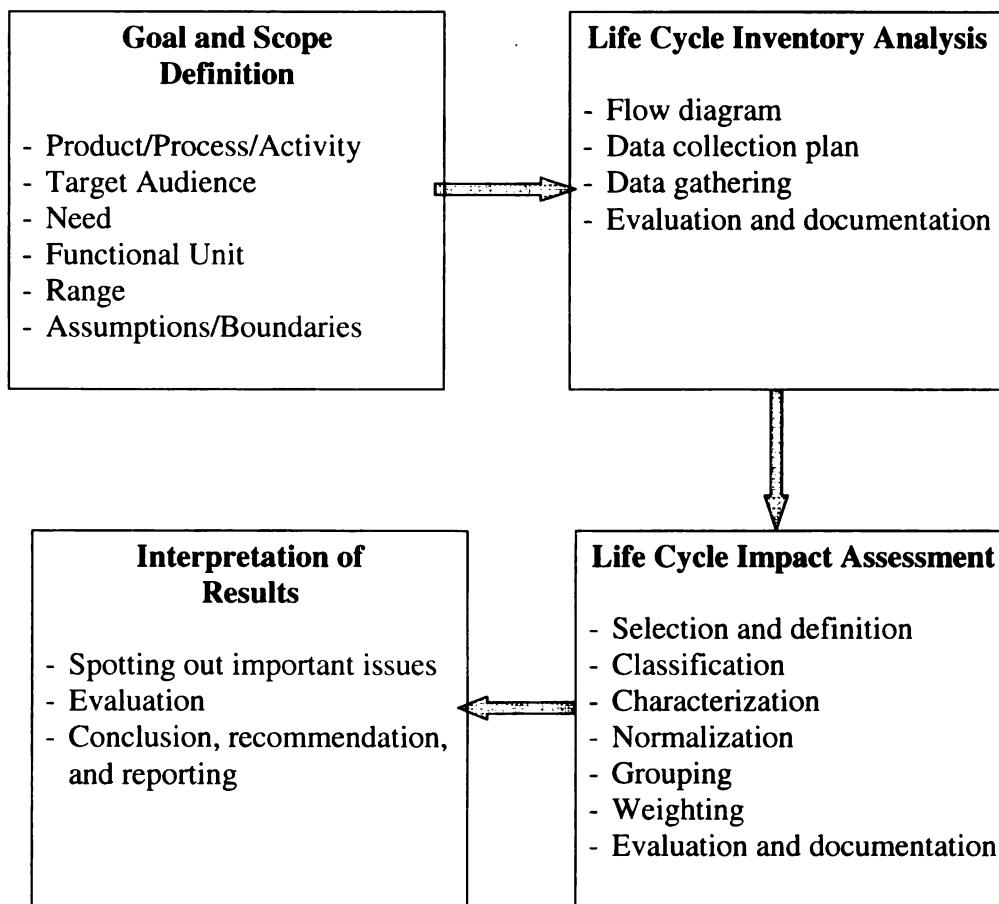 Goal and Scope
Definition
- Product/Process/Activity
- Target Audience
- Need
- Functional Unit
- Range
- Assumptions/Boundaries
Life Cycle Inventory Analysis
- Flow diagram
- Data collection plan
- Data gathering
- Evaluation and documentation
Life Cycle Impact Assessment
- Selection and definition
- Classification
- Characterization
- Normalization
- Grouping
- Weighting
- Evaluation and documentation
Interpretation of
Results
- Spotting out important issues
- Evaluation
- Conclusion, recommendation,
and reporting